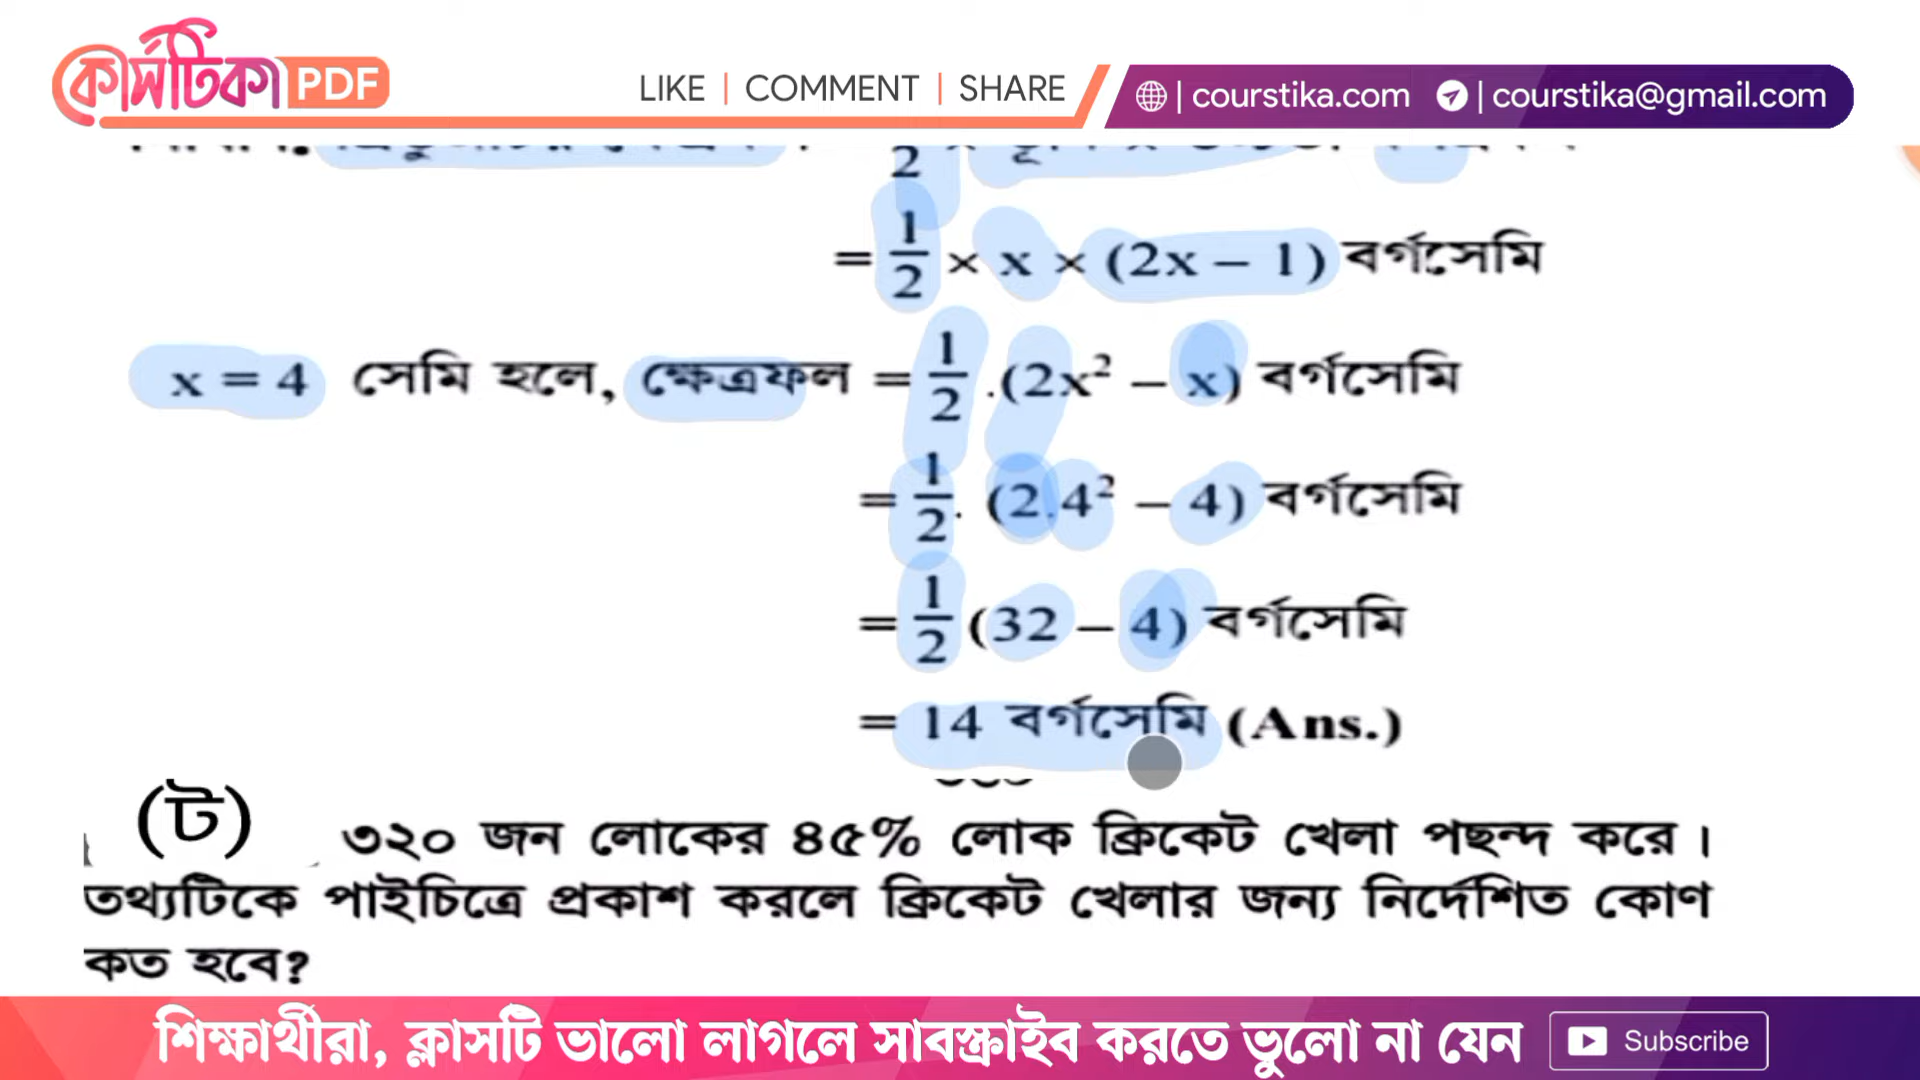 কোর্সটিকা PDF
LIKE | COMMENT | SHARE
| courstika.com | courstika@gmail.com
2
= 1/2 × x × (2x – 1) বর্গসেমি
x = 4 সেমি হলে, ক্ষেত্রফল = 1/2 .(2x² – x) বর্গসেমি
= 1/2. (2.4² – 4) বর্গসেমি
= 1/2 (32 – 4) বর্গসেমি
= 14 বর্গসেমি (Ans.)
(ট) ৩২০ জন লোকের ৪৫% লোক ক্রিকেট খেলা পছন্দ করে।
তথ্যটিকে পাইচিত্রে প্রকাশ করলে ক্রিকেট খেলার জন্য নির্দেশিত কোণ
কত হবে?
শিক্ষার্থীরা, ক্লাসটি ভালো লাগলে সাবস্ক্রাইব করতে ভুলো না যেন
Subscribe